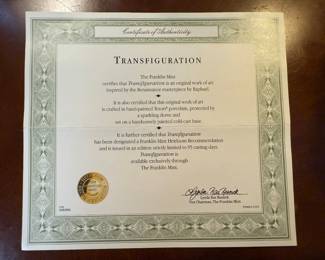 Certificate of Authenticity
TRANSFIGURATION
The Franklin Mint
certifies that Transfiguration is an original work of art
inspired by the Renaissance masterpiece by Raphael.
It is also certified that this original work of art
is crafted in hand-painted Tesori® porcelain, protected by
a sparkling dome and
set on a handsomely painted cold-cast base.
It is further certified that Transfiguration
has been designated a Franklin Mint Heirloom Recommendation
and is issued in an edition strictly limited to 95 casting days.
Transfiguration is
available exclusively through
The Franklin Mint.
Lynda Rae Resnick
Vice Chairman, The Franklin Mint